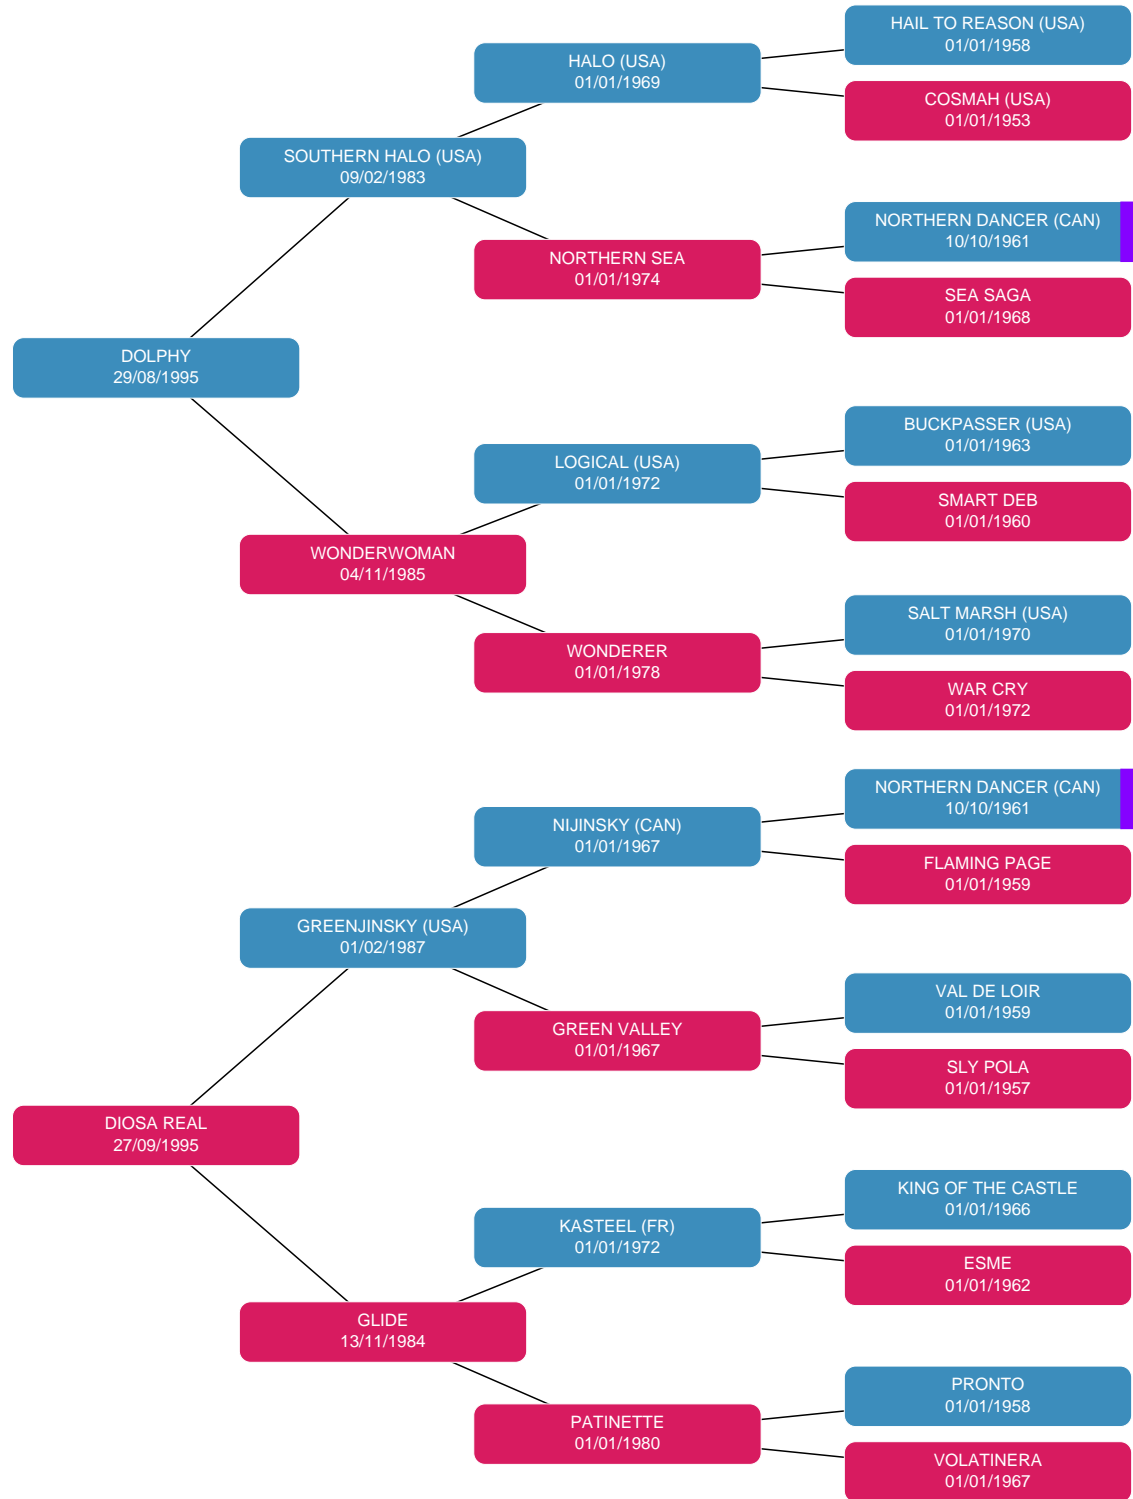 HAIL TO REASON (USA)
01/01/1958
HALO (USA)
01/01/1969
COSMAH (USA)
01/01/1953
SOUTHERN HALO (USA)
09/02/1983
NORTHERN DANCER (CAN)
10/10/1961
NORTHERN SEA
01/01/1974
SEA SAGA
01/01/1968
DOLPHY
29/08/1995
BUCKPASSER (USA)
01/01/1963
LOGICAL (USA)
01/01/1972
SMART DEB
01/01/1960
WONDERWOMAN
04/11/1985
SALT MARSH (USA)
01/01/1970
WONDERER
01/01/1978
WAR CRY
01/01/1972
NORTHERN DANCER (CAN)
10/10/1961
NIJINSKY (CAN)
01/01/1967
FLAMING PAGE
01/01/1959
GREENJINSKY (USA)
01/02/1987
VAL DE LOIR
01/01/1959
GREEN VALLEY
01/01/1967
SLY POLA
01/01/1957
DIOSA REAL
27/09/1995
KING OF THE CASTLE
01/01/1966
KASTEEL (FR)
01/01/1972
ESME
01/01/1962
GLIDE
13/11/1984
PRONTO
01/01/1958
PATINETTE
01/01/1980
VOLATINERA
01/01/1967